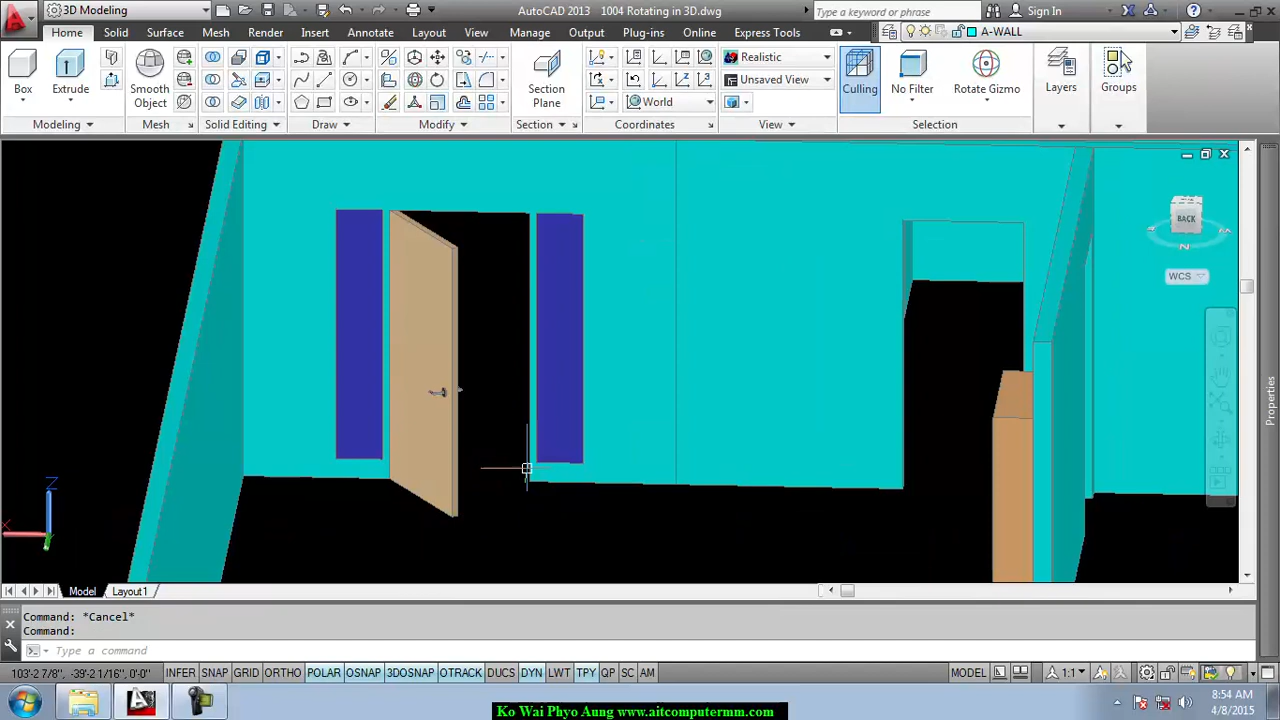 3D Modeling
AutoCAD 2013 1004 Rotating in 3D.dwg
Type a keyword or phrase
Sign In
Home Solid Surface Render Insert Annotate Layout View Manage Output Plug-ins Online Express Tools
A-WALL
Box
Extrude
Smooth
Object
Section
Plane
Realistic
Unsaved View
World
Culling
No Filter
Rotate Gizmo
Layers
Groups
Modeling Mesh Solid Editing Draw Modify Section Coordinates View Selection
BACK
N
WCS
Z
X
Properties
Model Layout1
Command: *Cancel*
Command:
Type a command
103'-2 7/8", -39'-2 1/16", 0'-0" INFER SNAP GRID ORTHO POLAR OSNAP 3DOSNAP OTRACK DUCS DYN LWT TPY QP SC AM MODEL 1:1
8:54 AM
4/8/2015
Ko Wai Phyo Aung www.aitcomputermm.com